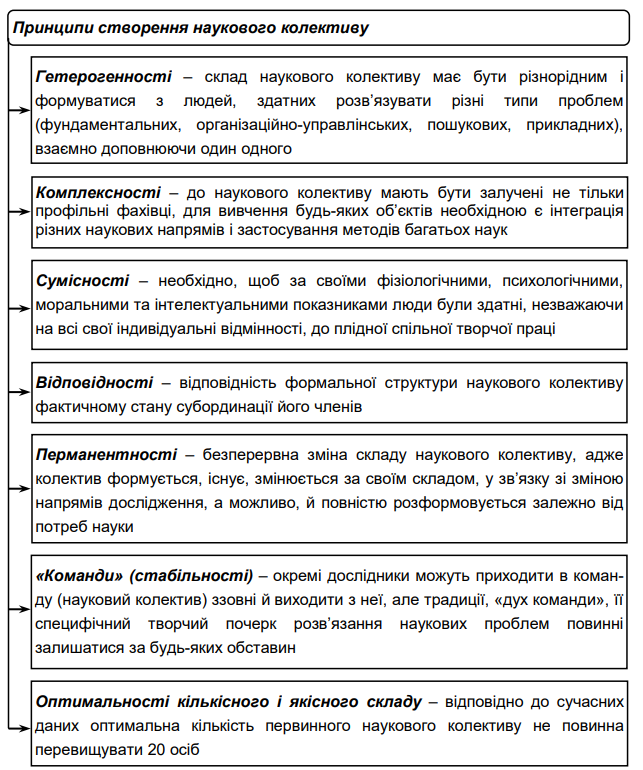 Принципи створення наукового колективу
Гетерогенності – склад наукового колективу має бути різнорідним і
формуватися з людей, здатних розв’язувати різні типи проблем
(фундаментальних, організаційно-управлінських, пошукових, прикладних),
взаємно доповнюючи один одного
Комплексності – до наукового колективу мають бути залучені не тільки
профільні фахівці, для вивчення будь-яких об’єктів необхідною є інтеграція
різних наукових напрямів і застосування методів багатьох наук
Сумісності – необхідно, щоб за своїми фізіологічними, психологічними,
моральними та інтелектуальними показниками люди були здатні, незважаючи
на всі свої індивідуальні відмінності, до плідної спільної творчої праці
Відповідності – відповідність формальної структури наукового колективу
фактичному стану субординації його членів
Перманентності – безперервна зміна складу наукового колективу, адже
колектив формується, існує, змінюється за своїм складом, у зв’язку зі зміною
напрямів дослідження, а можливо, й повністю розформовується залежно від
потреб науки
«Команди» (стабільності) – окремі дослідники можуть приходити в коман-
ду (науковий колектив) ззовні й виходити з неї, але традиції, «дух команди», її
специфічний творчий почерк розв’язання наукових проблем повинні
залишатися за будь-яких обставин
Оптимальності кількісного і якісного складу – відповідно до сучасних
даних оптимальна кількість первинного наукового колективу не повинна
перевищувати 20 осіб